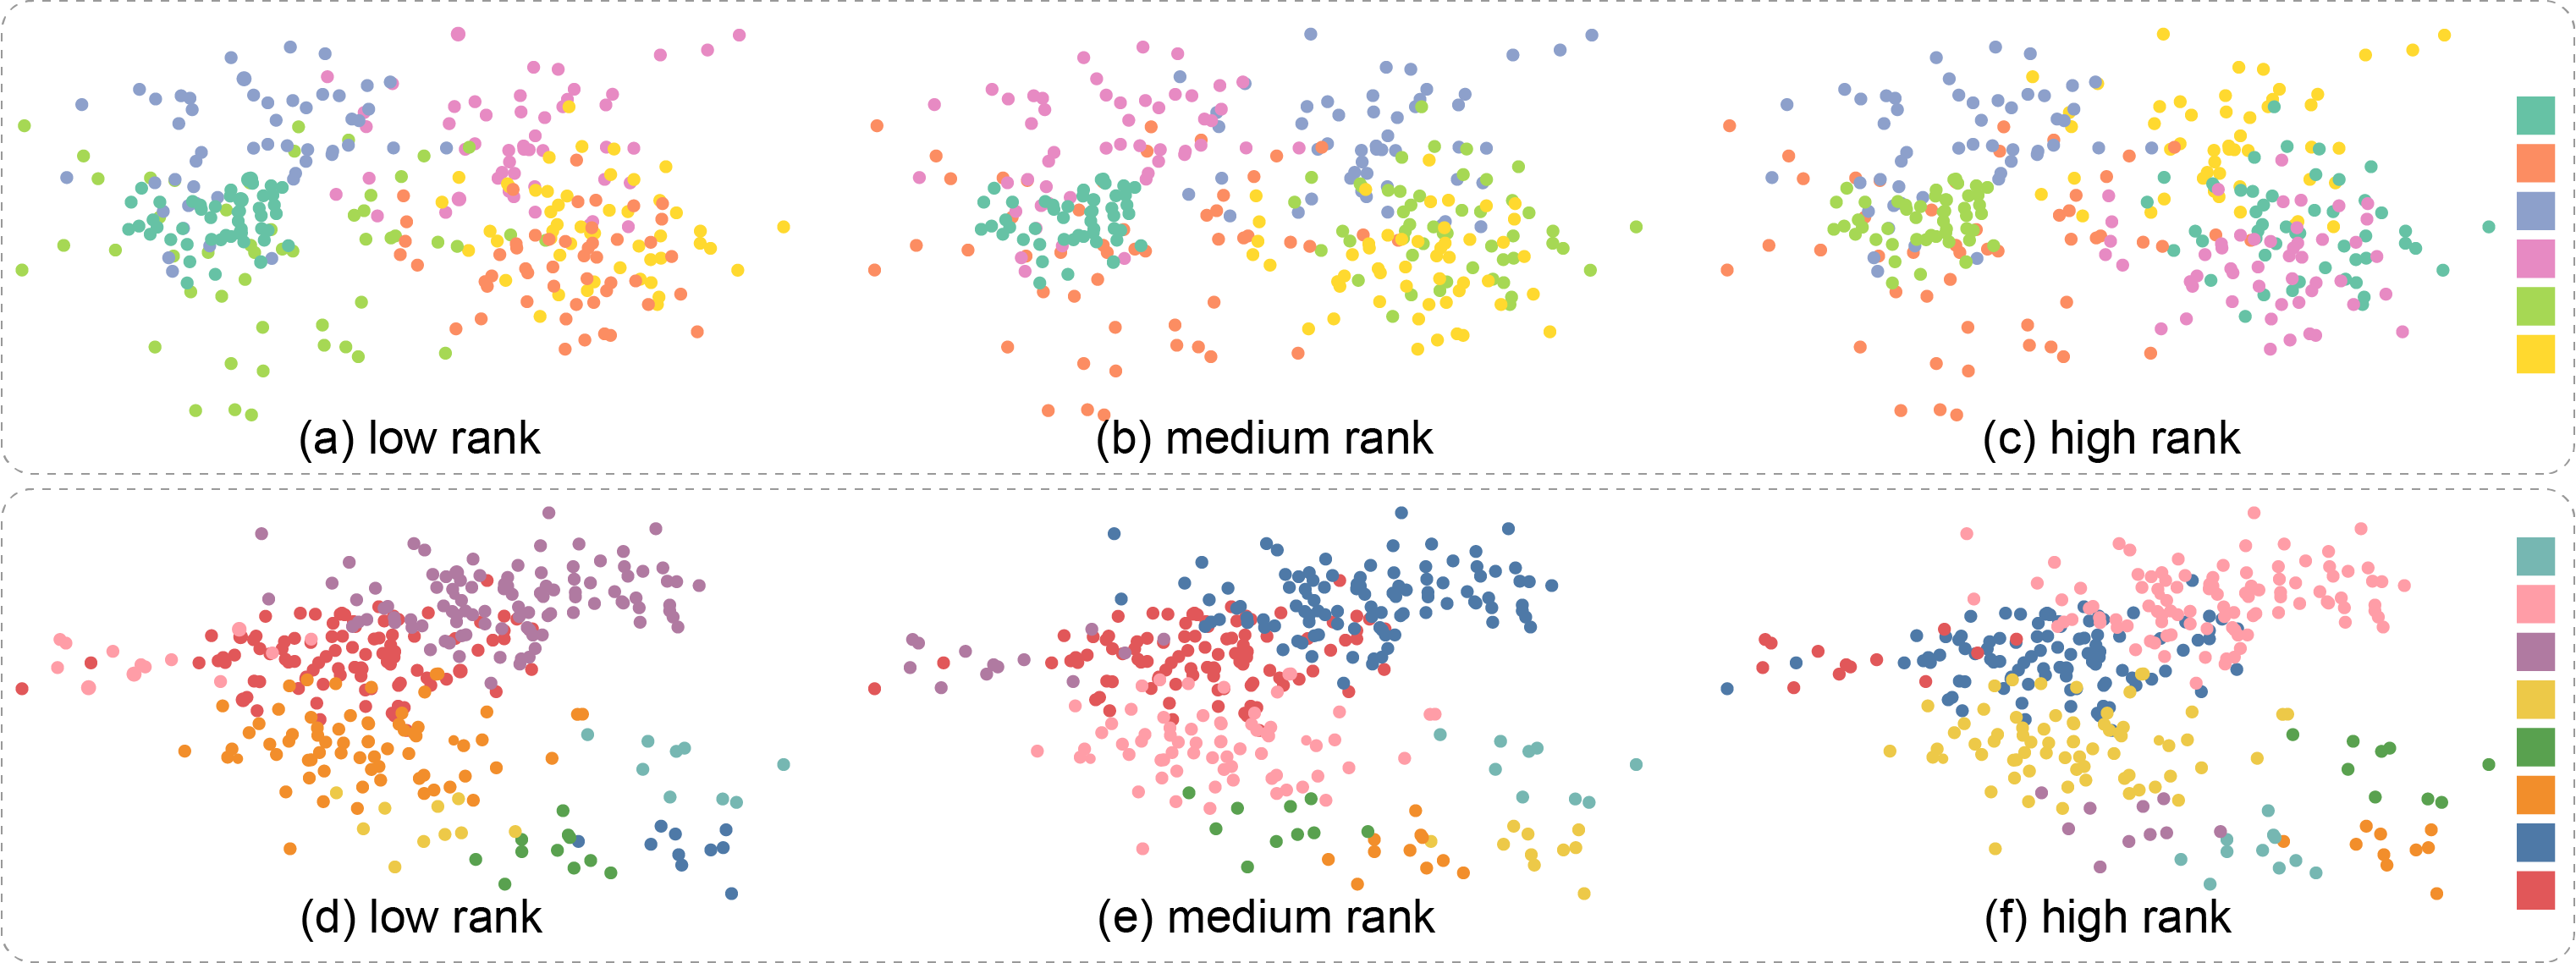 (a) low rank
(b) medium rank
(c) high rank
(d) low rank
(e) medium rank
(f) high rank